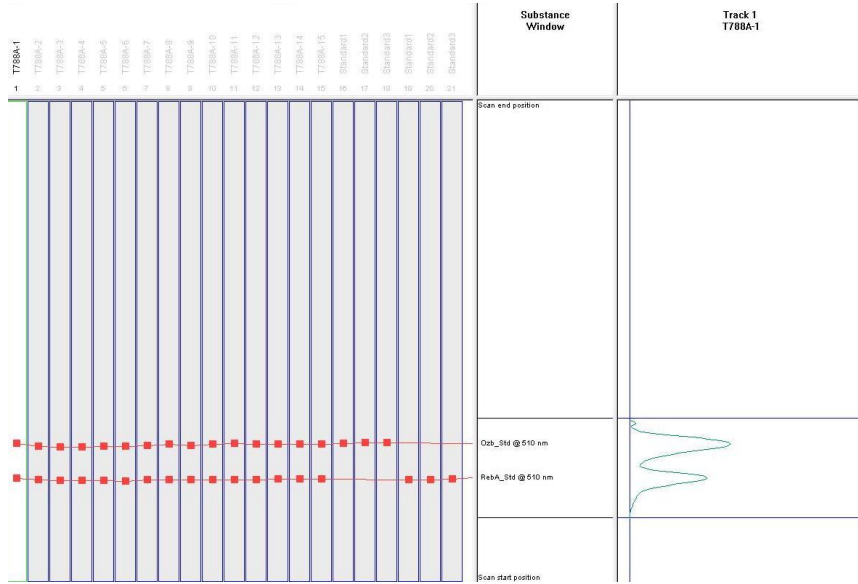 T788A-1
T788A-2
T788A-3
T788A-4
T788A-5
T788A-6
T788A-7
T788A-8
T788A-9
T788A-10
T788A-11
T788A-12
T788A-13
T788A-14
T788A-15
Standard1
Standard2
Standard3
Standard1
Standard2
Standard3
1 2 3 4 5 6 7 8 9 10 11 12 13 14 15 16 17 18 19 20 21
Substance
Window
Track 1
T788A-1
Scan end position
Ozb_Std @ 510 nm
RebA_Std @ 510 nm
Scan start position